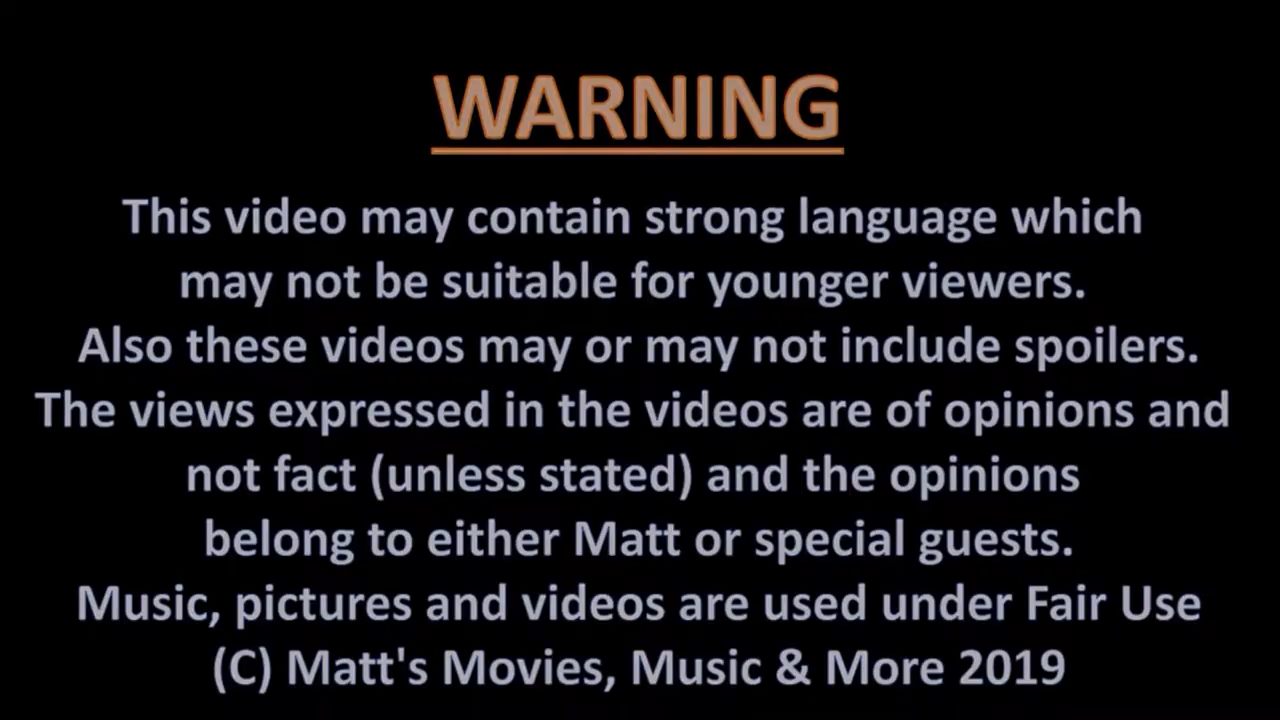 WARNING
This video may contain strong language which
may not be suitable for younger viewers.
Also these videos may or may not include spoilers.
The views expressed in the videos are of opinions and
not fact (unless stated) and the opinions
belong to either Matt or special guests.
Music, pictures and videos are used under Fair Use
(C) Matt's Movies, Music & More 2019